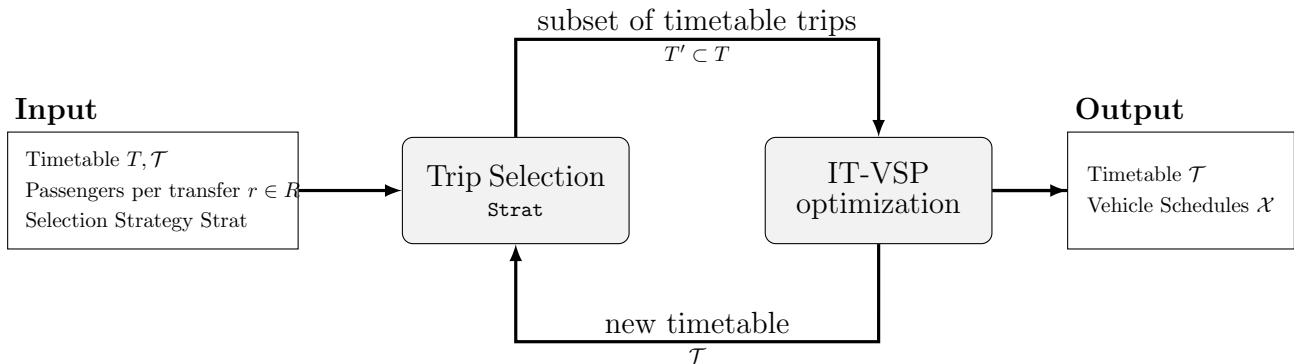 subset of timetable trips
T′ ⊂ T
Input
Output
Timetable T, 𝒯
Passengers per transfer r ∈ R
Selection Strategy Strat
Trip Selection
Strat
IT-VSP
optimization
Timetable 𝒯
Vehicle Schedules 𝒳
new timetable
𝒯